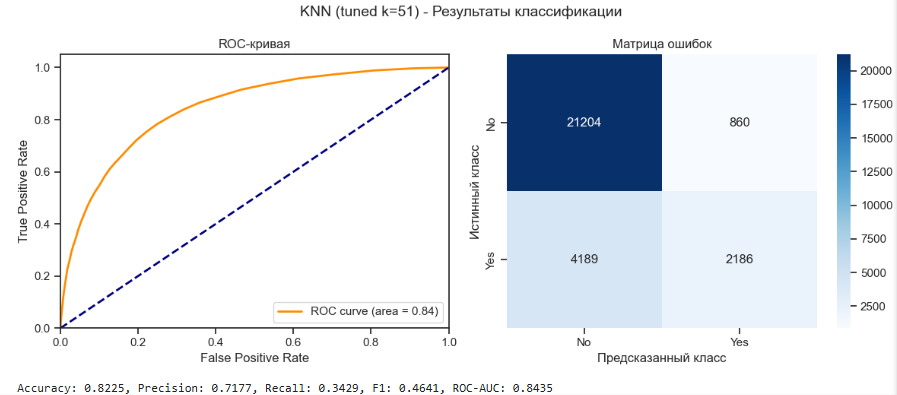 KNN (tuned k=51) - Результаты классификации
ROC-кривая
1.0
0.8
0.6
0.4
0.2
0.0
True Positive Rate
0.0 0.2 0.4 0.6 0.8 1.0
False Positive Rate
ROC curve (area = 0.84)
Матрица ошибок
Истинный класс
No
Yes
21204 860
4189 2186
No Yes
Предсказанный класс
20000
17500
15000
12500
10000
7500
5000
2500
Accuracy: 0.8225, Precision: 0.7177, Recall: 0.3429, F1: 0.4641, ROC-AUC: 0.8435